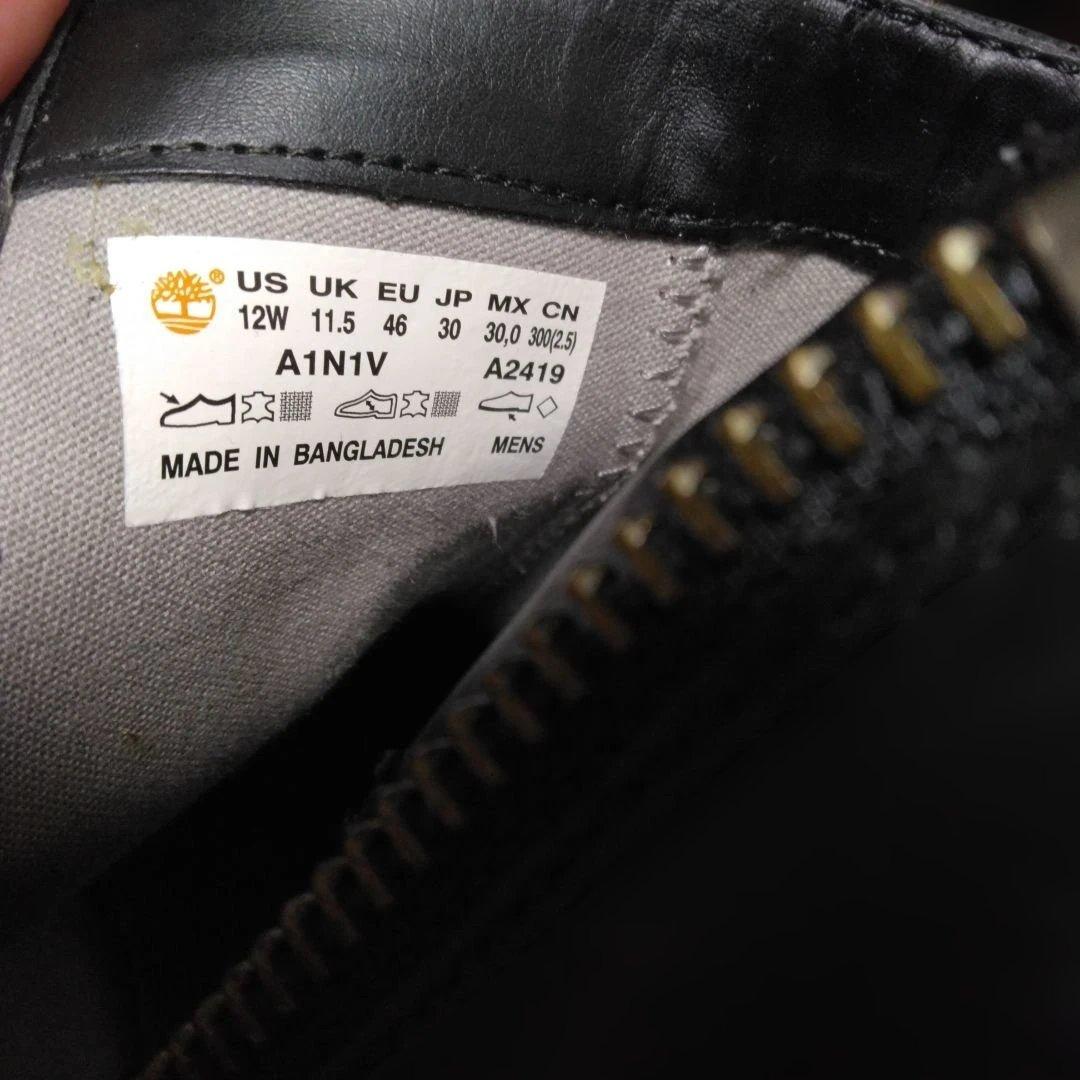 ® US UK EU JP MX CN
12W 11.5 46 30 30,0 300(2.5)
A1N1V A2419
MADE IN BANGLADESH MENS